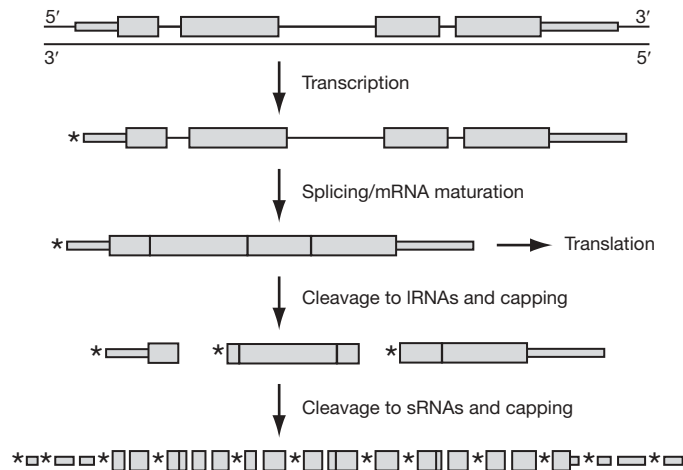 5′ 3′
3′ 5′
Transcription
*
Splicing/mRNA maturation
*
Translation
Cleavage to lRNAs and capping
* * *
Cleavage to sRNAs and capping
* * * * * * * * * * * *